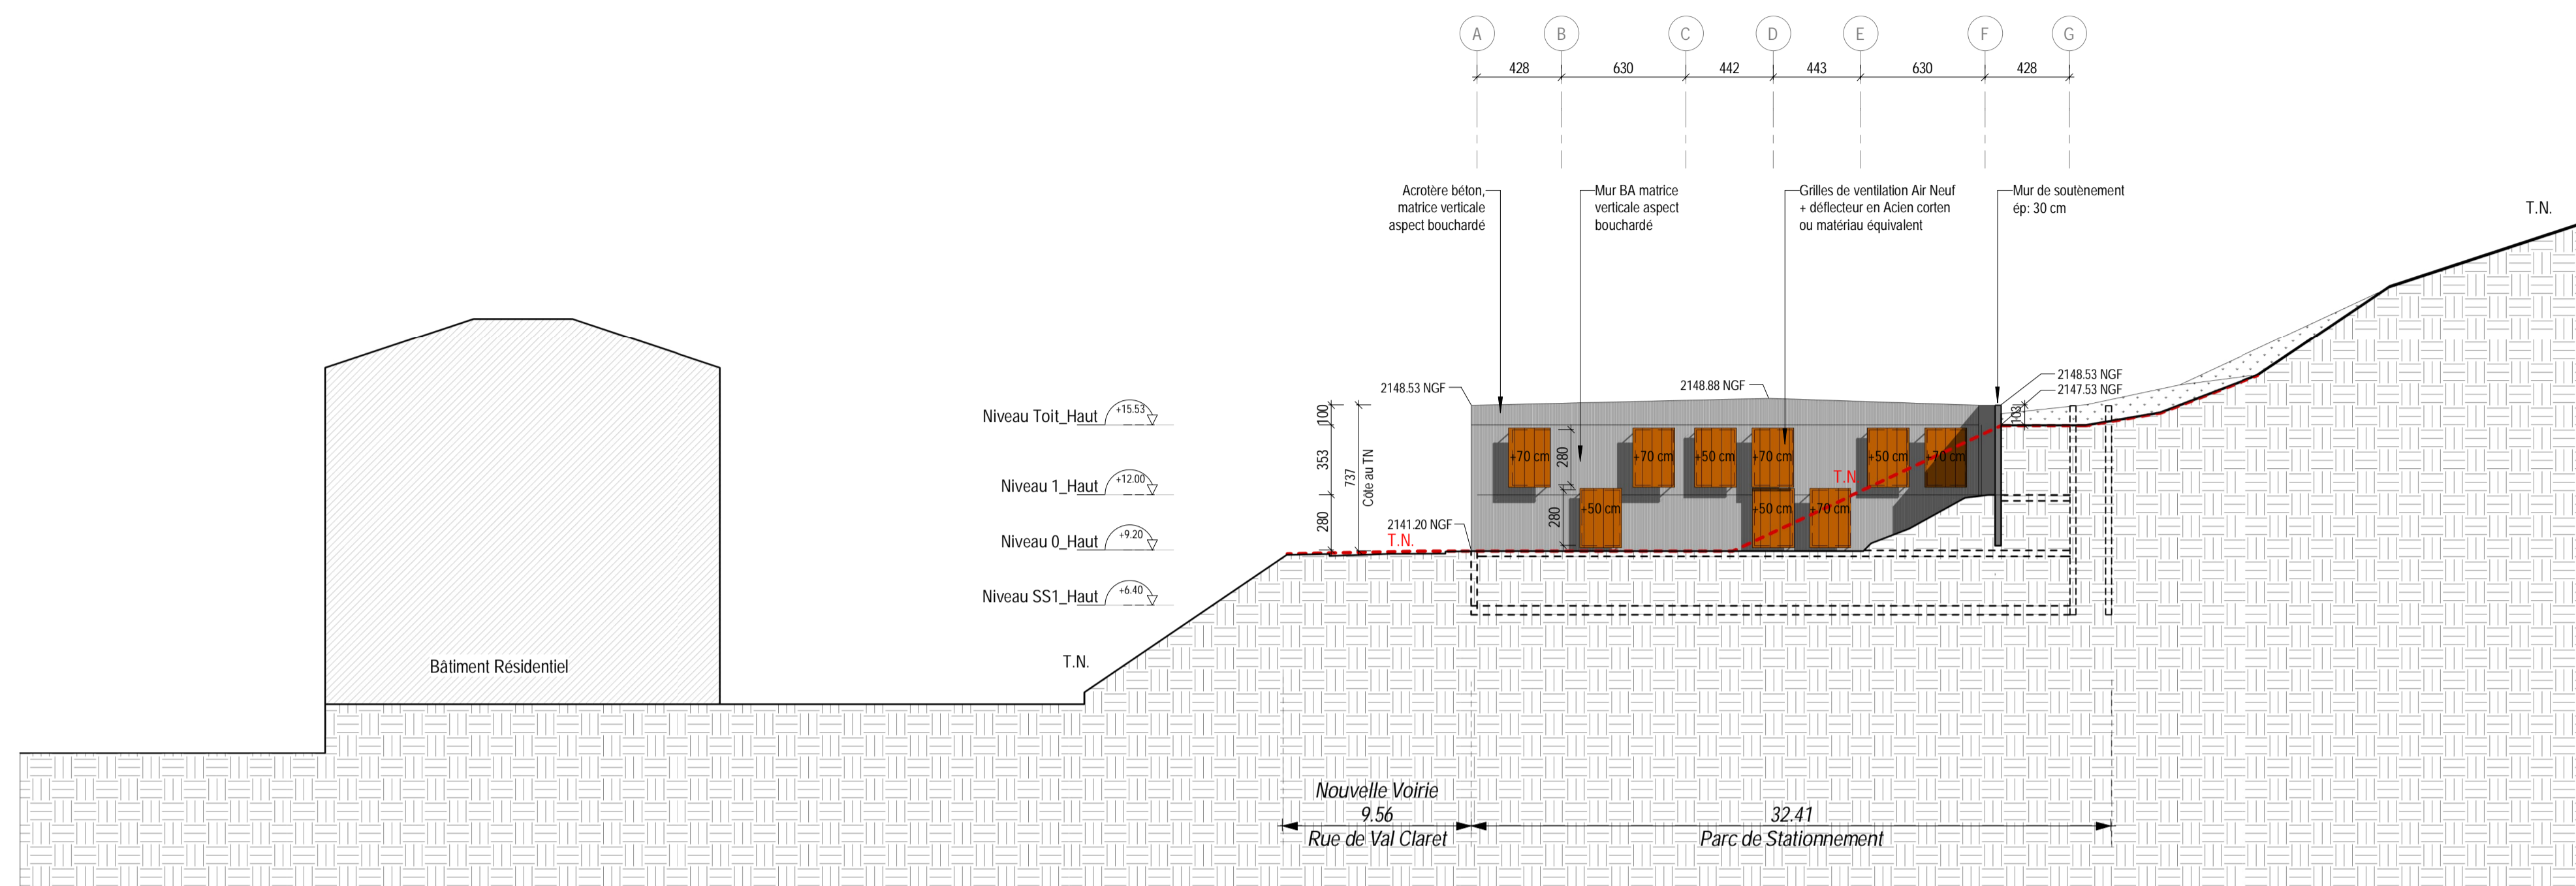 A B C D E F G
428 630 442 443 630 428
Acrotère béton,
matrice verticale
aspect bouchardé
Mur BA matrice
verticale aspect
bouchardé
Grilles de ventilation Air Neuf
+ déflecteur en Acien corten
ou matériau équivalent
Mur de soutènement
ép: 30 cm
T.N.
2148.53 NGF
2148.88 NGF
2148.53 NGF
2147.53 NGF
Niveau Toit_Haut +15.53
Niveau 1_Haut +12.00
Niveau 0_Haut +9.20
Niveau SS1_Haut +6.40
100
353
280
737
Côte au TN
103
+70 cm +70 cm +50 cm +70 cm +50 cm +70 cm
280
T.N
+50 cm +50 cm +70 cm
280
2141.20 NGF
T.N.
T.N.
Bâtiment Résidentiel
Nouvelle Voirie
9.56
Rue de Val Claret
32.41
Parc de Stationnement